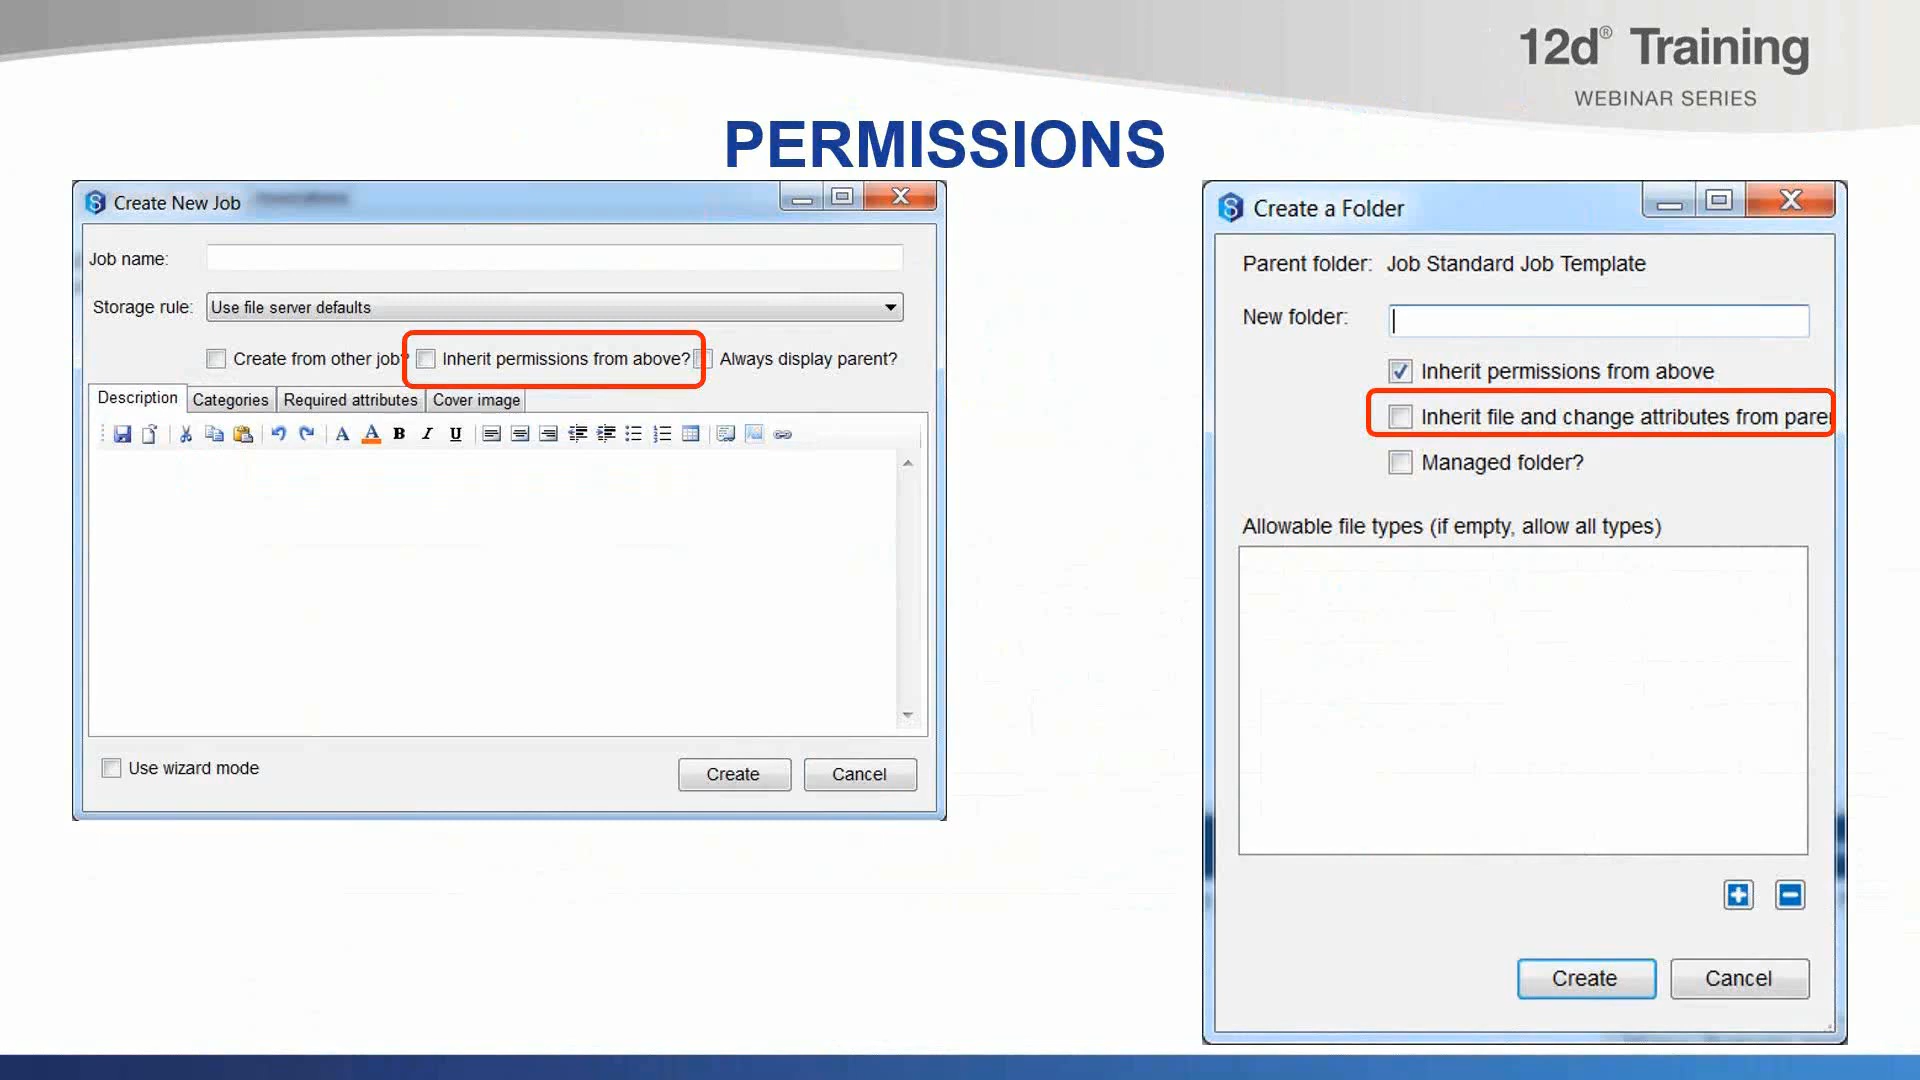 12d® Training
WEBINAR SERIES
PERMISSIONS
Create New Job
Job name:
Storage rule: Use file server defaults
Create from other job? Inherit permissions from above? Always display parent?
Description Categories Required attributes Cover image
A A B I U
Use wizard mode
Create Cancel
Create a Folder
Parent folder: Job Standard Job Template
New folder:
Inherit permissions from above
Inherit file and change attributes from parer
Managed folder?
Allowable file types (if empty, allow all types)
Create Cancel